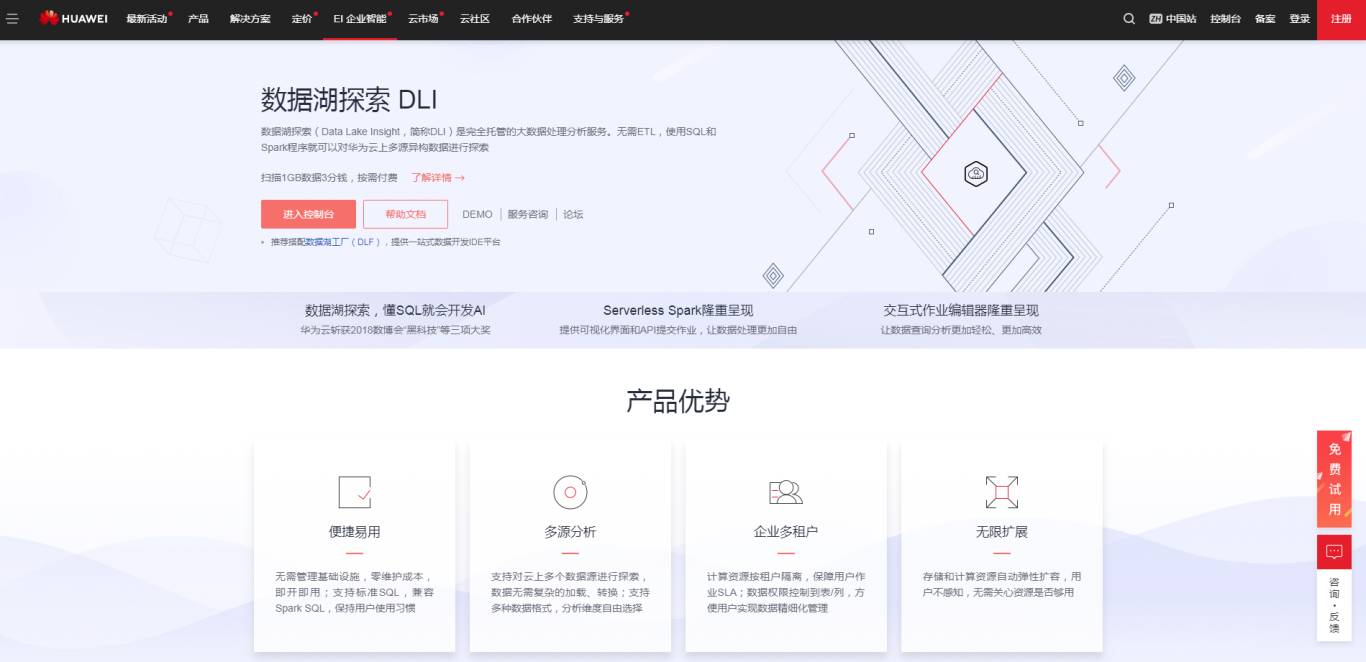 HUAWEI 最新活动 产品 解决方案 定价 EI 企业智能 云市场 云社区 合作伙伴 支持与服务 ZH 中国站 控制台 备案 登录 注册
数据湖探索 DLI
数据湖探索（Data Lake Insight，简称DLI）是完全托管的大数据处理分析服务。无需ETL，使用SQL和
Spark程序就可以对华为云上多源异构数据进行探索
扫描1GB数据3分钱，按需付费 了解详情 →
进入控制台 帮助文档 DEMO 服务咨询 论坛
• 推荐搭配数据湖工厂（DLF），提供一站式数据开发IDE平台
数据湖探索，懂SQL就会开发AI
华为云斩获2018数博会“黑科技”等三项大奖
Serverless Spark隆重呈现
提供可视化界面和API提交作业，让数据处理更加自由
交互式作业编辑器隆重呈现
让数据查询分析更加轻松、更加高效
产品优势
便捷易用
无需管理基础设施，零维护成本，
即开即用；支持标准SQL，兼容
Spark SQL，保持用户使用习惯
多源分析
支持对云上多个数据源进行探索，
数据无需复杂的加载、转换；支持
多种数据格式，分析维度自由选择
企业多租户
计算资源按租户隔离，保障用户作
业SLA；数据权限控制到表/列，方
便用户实现数据精细化管理
无限扩展
存储和计算资源自动弹性扩容，用
户不感知，无需关心资源是否够用
免费试用
咨询·反馈